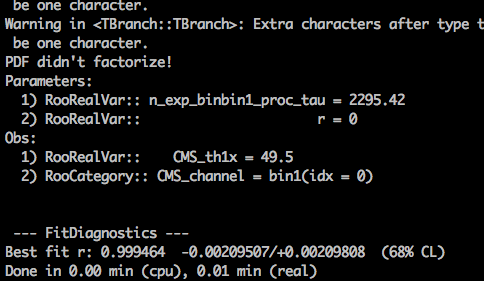 be one character.
Warning in <TBranch::TBranch>: Extra characters after type t
be one character.
PDF didn't factorize!
Parameters:
1) RooRealVar:: n_exp_binbin1_proc_tau = 2295.42
2) RooRealVar:: r = 0
Obs:
1) RooRealVar:: CMS_th1x = 49.5
2) RooCategory:: CMS_channel = bin1(idx = 0)
--- FitDiagnostics ---
Best fit r: 0.999464 -0.00209507/+0.00209808 (68% CL)
Done in 0.00 min (cpu), 0.01 min (real)